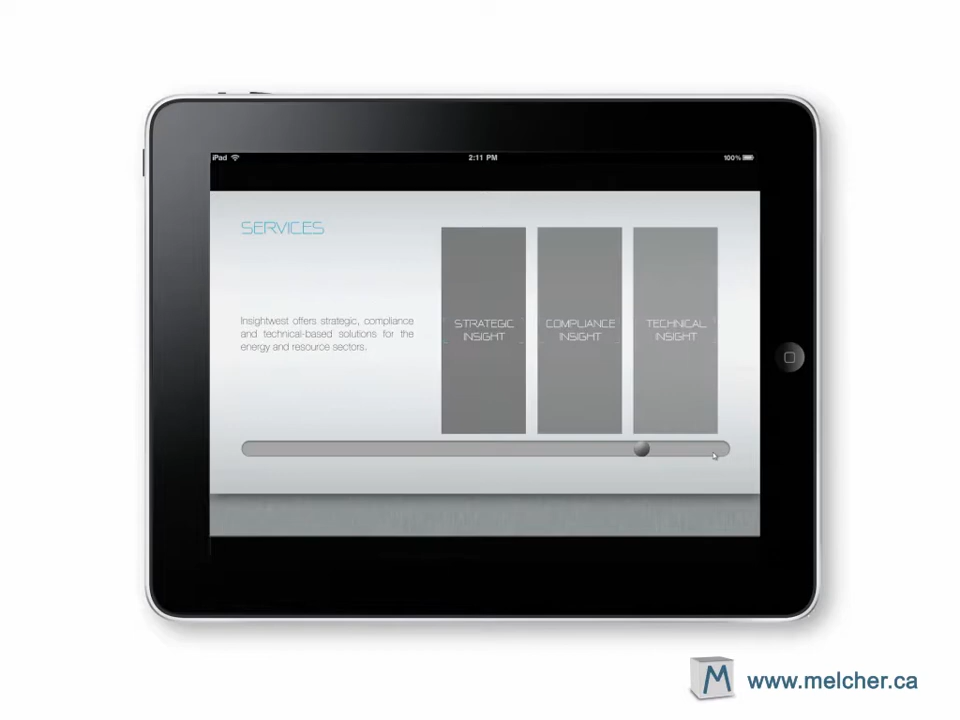 iPad
2:11 PM
100%
SERVICES
Insightwest offers strategic, compliance
and technical-based solutions for the
energy and resource sectors.
STRATEGIC
INSIGHT
COMPLIANCE
INSIGHT
TECHNICAL
INSIGHT
M www.melcher.ca